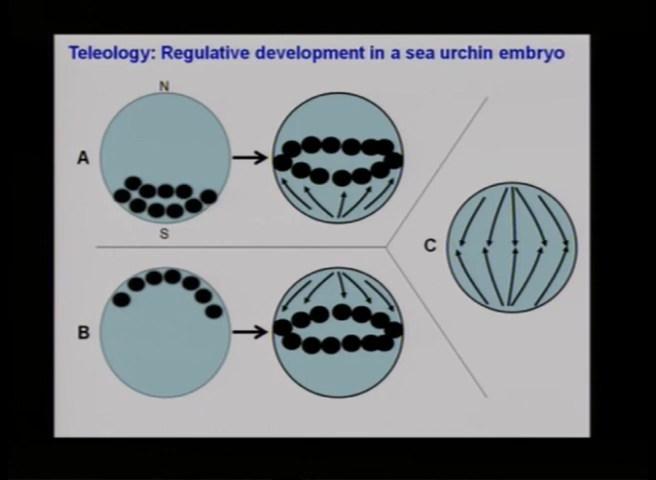 Teleology: Regulative development in a sea urchin embryo
N
A
S
C
B